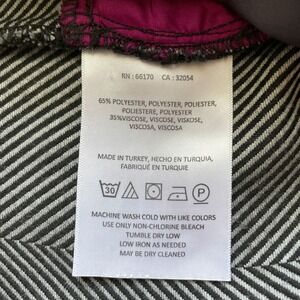 RN : 66170 CA : 32054
65% POLYESTER, POLYESTER, POLIESTER,
POLIESTERE, POLYESTER
35%VISCOSE, VISCOSE, VISKOSE,
VISCOSA, VISCOSA
MADE IN TURKEY, HECHO EN TURQUIA,
FABRIQUÉ EN TURQUIE
30 P
MACHINE WASH COLD WITH LIKE COLORS
USE ONLY NON-CHLORINE BLEACH
TUMBLE DRY LOW
LOW IRON AS NEEDED
MAY BE DRY CLEANED